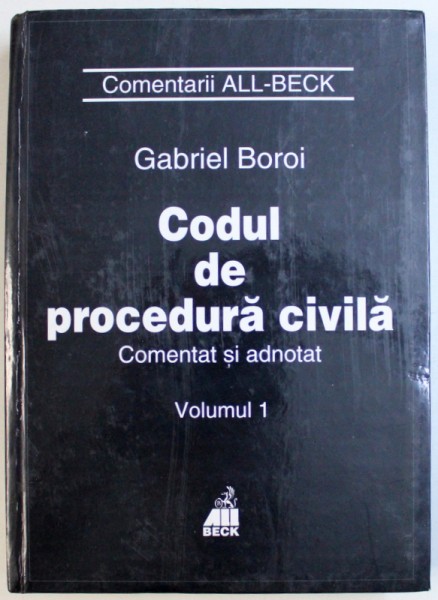 Comentarii ALL-BECK
Gabriel Boroi
Codul
de
procedură civilă
Comentat și adnotat
Volumul 1
ALL
BECK